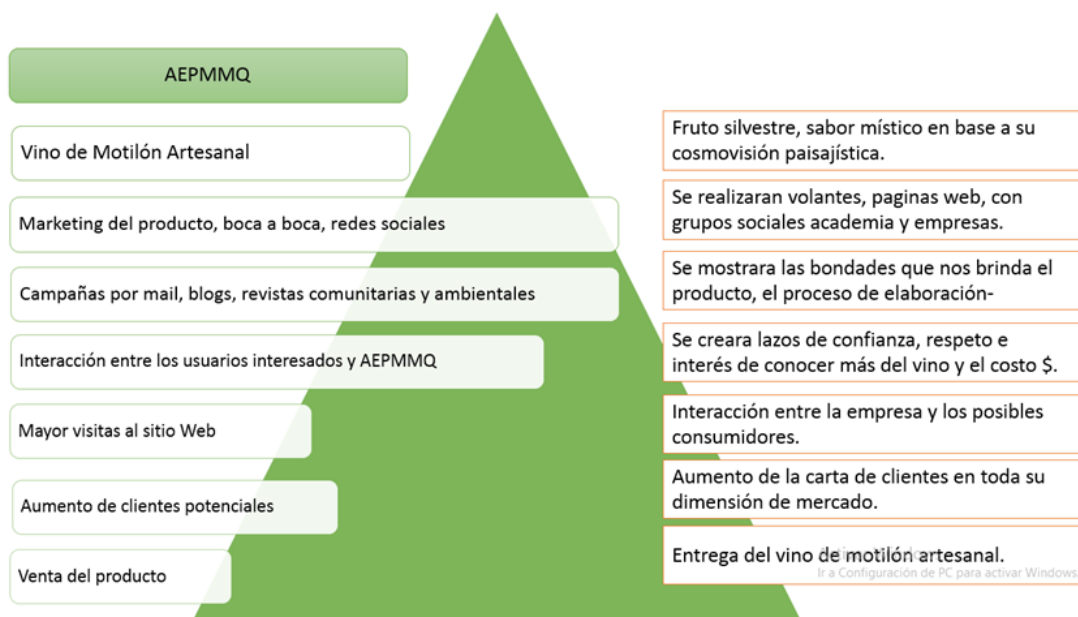 AEPMMQ
Vino de Motilón Artesanal
Fruto silvestre, sabor místico en base a su
cosmovisión paisajística.
Marketing del producto, boca a boca, redes sociales
Se realizaran volantes, paginas web, con
grupos sociales academia y empresas.
Campañas por mail, blogs, revistas comunitarias y ambientales
Se mostrara las bondades que nos brinda el
producto, el proceso de elaboración-
Interacción entre los usuarios interesados y AEPMMQ
Se creara lazos de confianza, respeto e
interés de conocer más del vino y el costo $.
Mayor visitas al sitio Web
Interacción entre la empresa y los posibles
consumidores.
Aumento de clientes potenciales
Aumento de la carta de clientes en toda su
dimensión de mercado.
Venta del producto
Entrega del vino de motilón artesanal.
Ir a Configuración de PC para activar Windows.